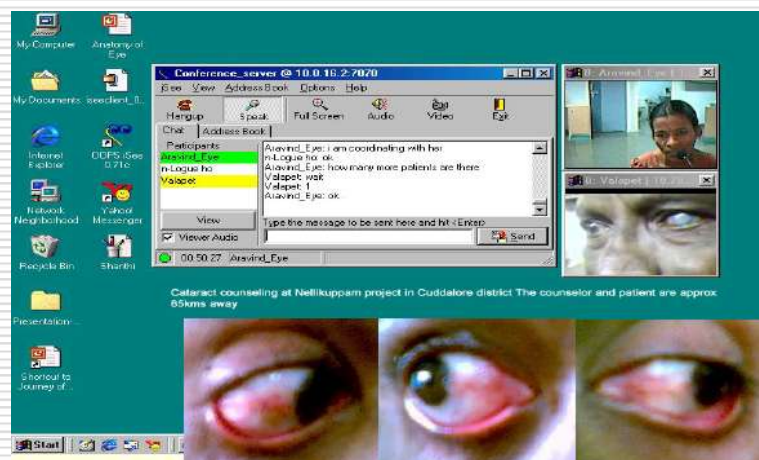 My Computer
Anatomy of
Eye
My Documents
iseeclient_(l...
Internet
Explorer
OOPS iSee
0.71c
Network
Neighborhood
Yahoo!
Messenger
Recycle Bin
Shanthi
Presentation-...
Shortcut to
Journey of...
Start
Conference_server @ 10.0.16.2:7070
iSee View Address Book Options Help
Hangup Speak Full Screen Audio Video Exit
Chat Address Book
Participants
Aravind_Eye
n-Logue ho
Valapet
View
Viewer Audio
Aravind_Eye: i am coordinating with her
n-Logue ho: ok
Aravind_Eye: how many more patients are there
Valapet: wait
Valapet: 1
Aravind_Eye: ok
Type the message to be sent here and hit <Enter>
Send
00:50:27 Aravind_Eye
Aravind_Eye
Valapet
Cataract counseling at Nellikuppam project in Cuddalore district The counselor and patient are approx
65kms away